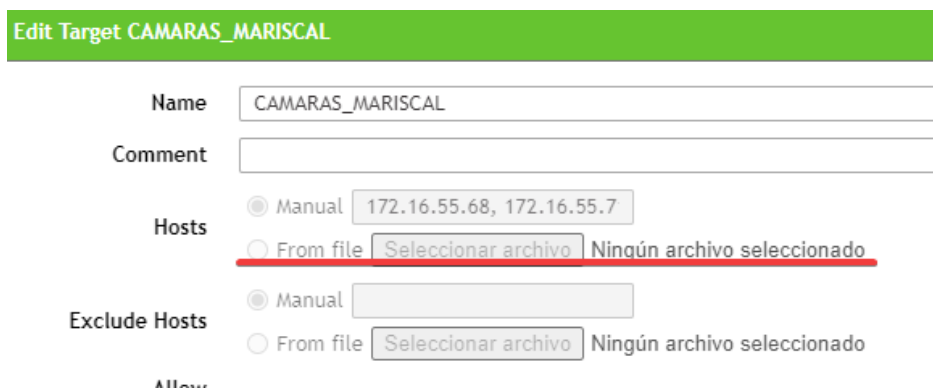 Edit Target CAMARAS_MARISCAL
Name CAMARAS_MARISCAL
Comment
Hosts
Manual 172.16.55.68, 172.16.55.7
From file Seleccionar archivo Ningún archivo seleccionado
Exclude Hosts
Manual
From file Seleccionar archivo Ningún archivo seleccionado
Allow